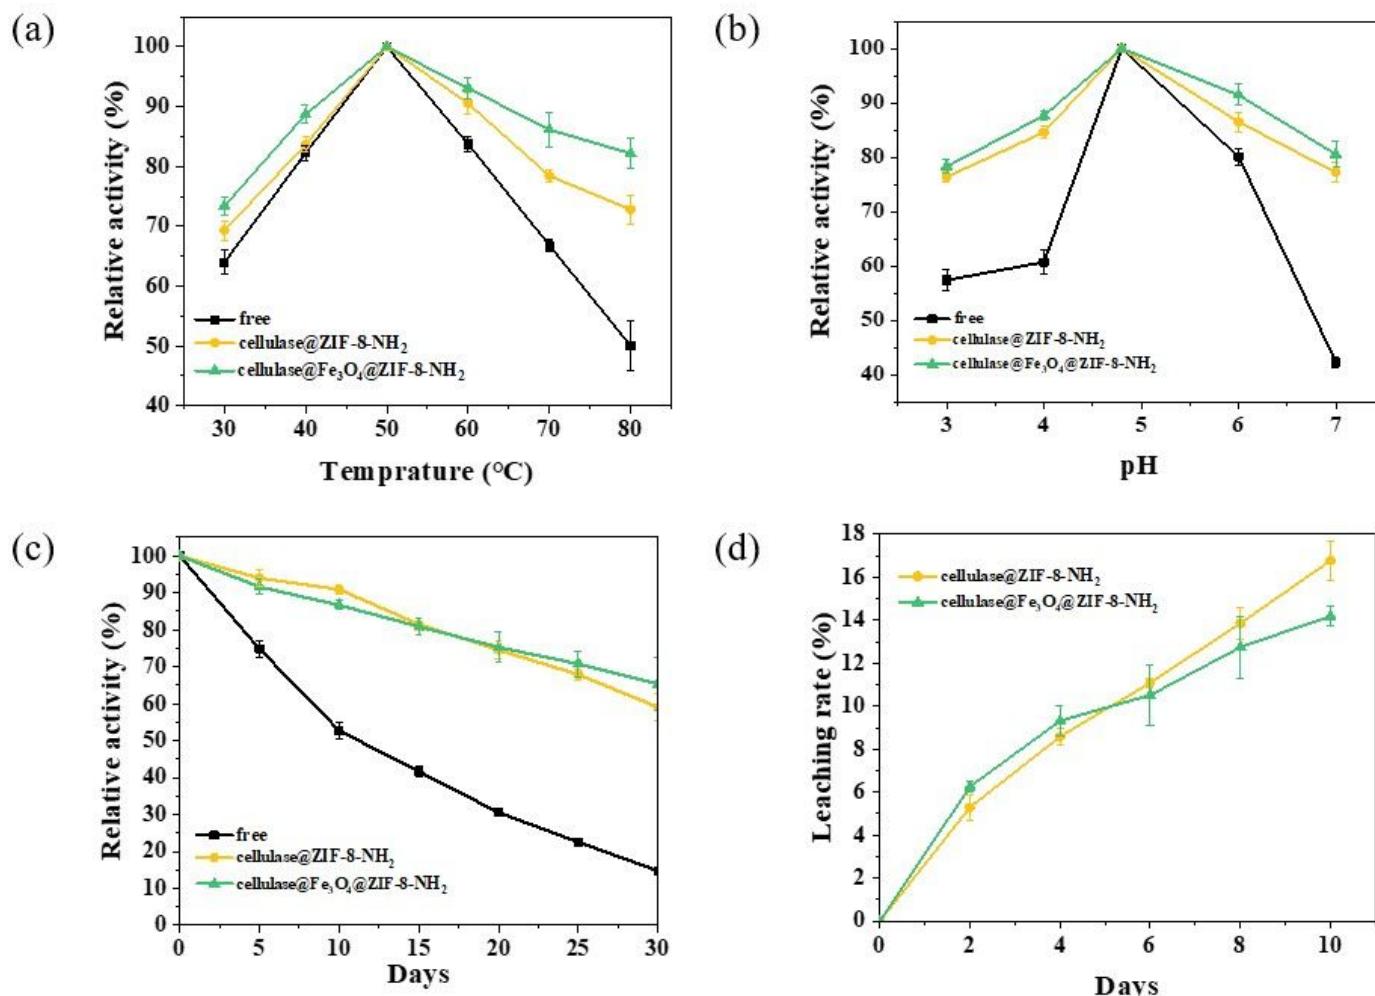 (a)
Relative activity (%)
100
90
80
70
60
50
40
free
cellulase@ZIF-8-NH₂
cellulase@Fe₃O₄@ZIF-8-NH₂
30 40 50 60 70 80
Temprature (°C)
(b)
Relative activity (%)
100
90
80
70
60
50
40
free
cellulase@ZIF-8-NH₂
cellulase@Fe₃O₄@ZIF-8-NH₂
3 4 5 6 7
pH
(c)
Relative activity (%)
100
90
80
70
60
50
40
30
20
10
0
free
cellulase@ZIF-8-NH₂
cellulase@Fe₃O₄@ZIF-8-NH₂
0 5 10 15 20 25 30
Days
(d)
Leaching rate (%)
18
16
14
12
10
8
6
4
2
0
cellulase@ZIF-8-NH₂
cellulase@Fe₃O₄@ZIF-8-NH₂
0 2 4 6 8 10
Days